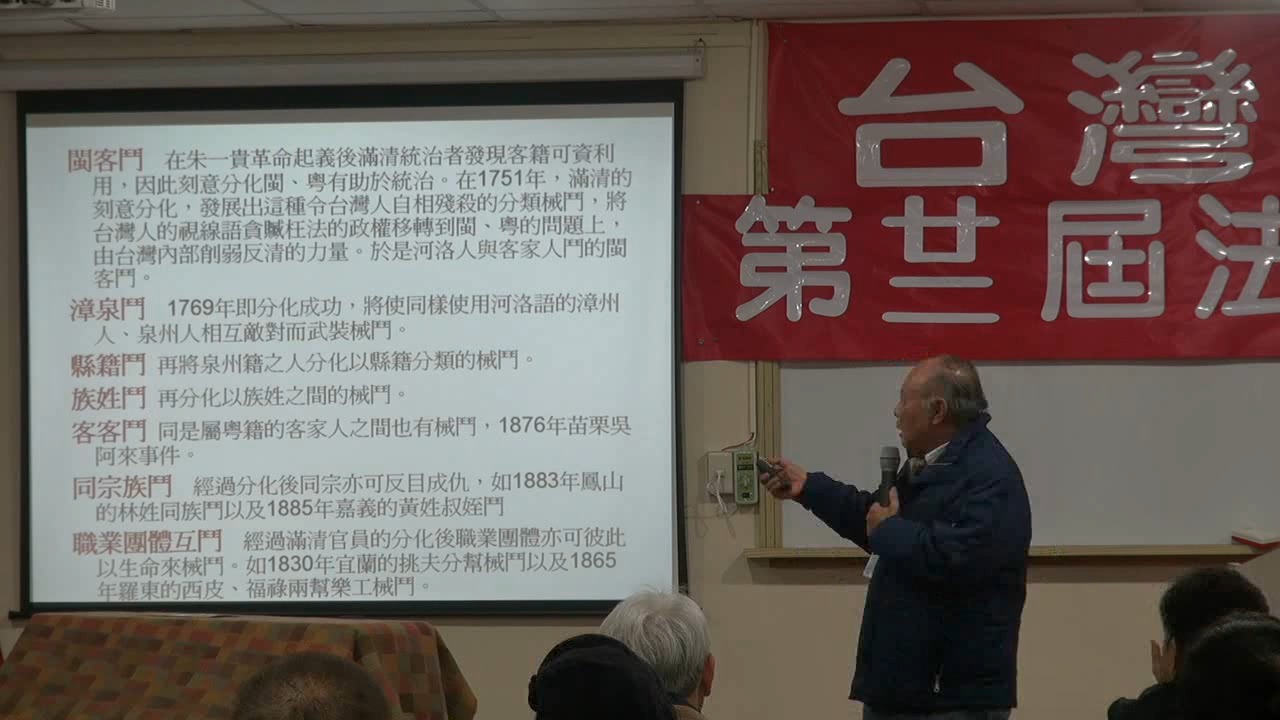 閩客鬥 在朱一貴革命起義後滿清統治者發現客籍可資利
用，因此刻意分化閩、粵有助於統治。在1751年，滿清的
刻意分化，發展出這種令台灣人自相殘殺的分類械鬥，將
台灣人的視線語貪贓枉法的政權移轉到閩、粵的問題上，
由台灣內部削弱反清的力量。於是河洛人與客家人鬥的閩
客鬥。
漳泉鬥 1769年即分化成功，將使同樣使用河洛語的漳州
人、泉州人相互敵對而武裝械鬥。
縣籍鬥 再將泉州籍之人分化以縣籍分類的械鬥。
族姓鬥 再分化以族姓之間的械鬥。
客客鬥 同是屬粵籍的客家人之間也有械鬥，1876年苗栗吳
阿來事件。
同宗族鬥 經過分化後同宗亦可反目成仇，如1883年鳳山
的林姓同族鬥以及1885年嘉義的黃姓叔姪鬥
職業團體互鬥 經過滿清官員的分化後職業團體亦可彼此
以生命來械鬥。如1830年宜蘭的挑夫分幫械鬥以及1865
年羅東的西皮、福祿兩幫樂工械鬥。
台灣
第廿二屆法